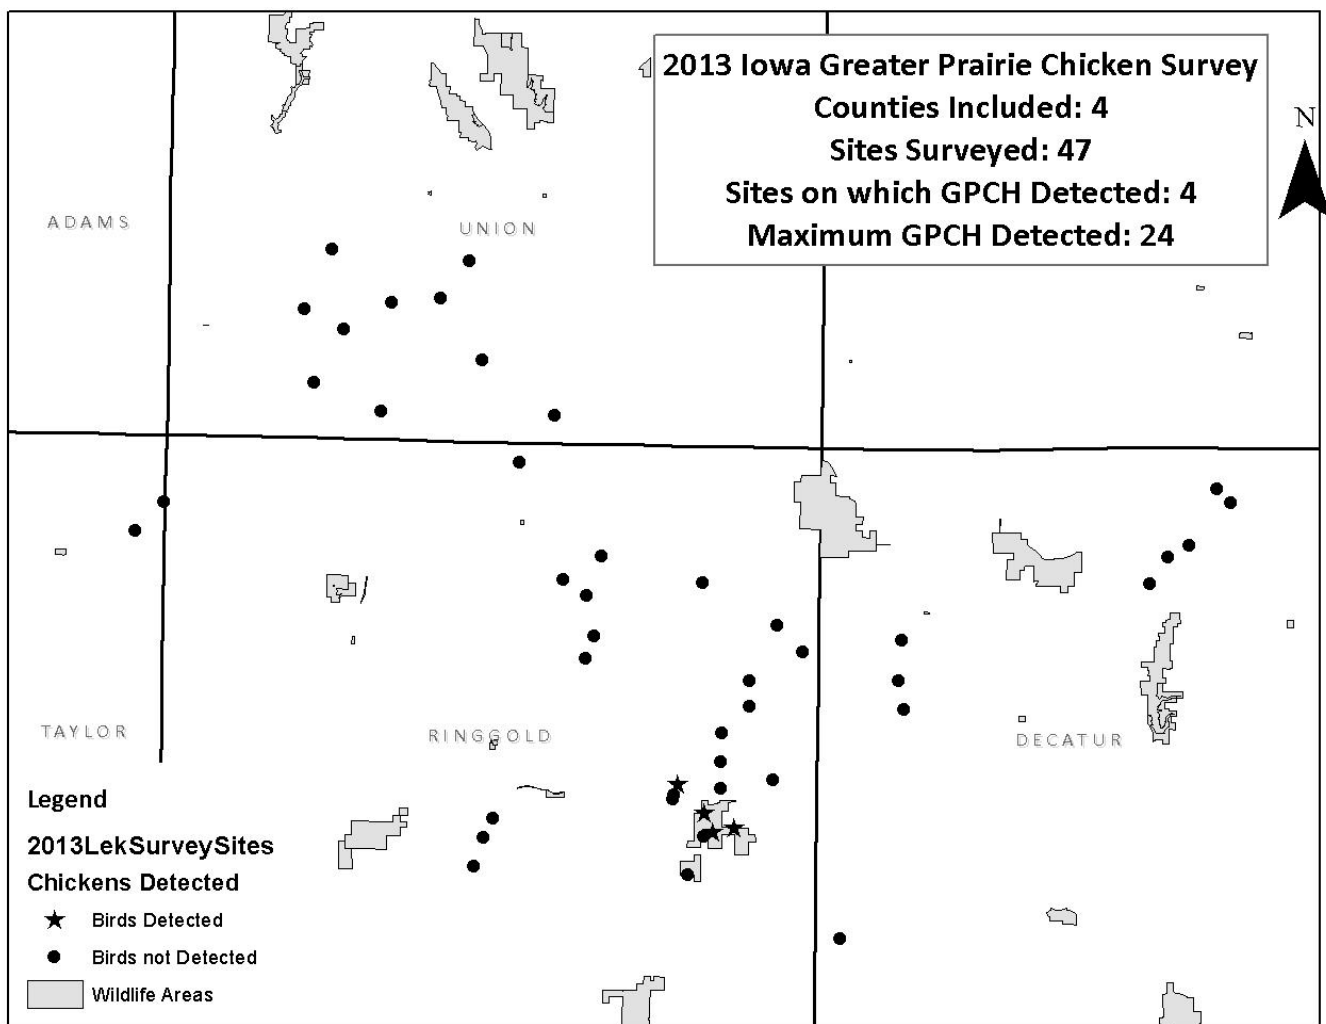 2013 Iowa Greater Prairie Chicken Survey
Counties Included: 4
Sites Surveyed: 47
Sites on which GPCH Detected: 4
Maximum GPCH Detected: 24
N
ADAMS
UNION
TAYLOR
RINGGOLD
DECATUR
Legend
2013LekSurveySites
Chickens Detected
Birds Detected
Birds not Detected
Wildlife Areas